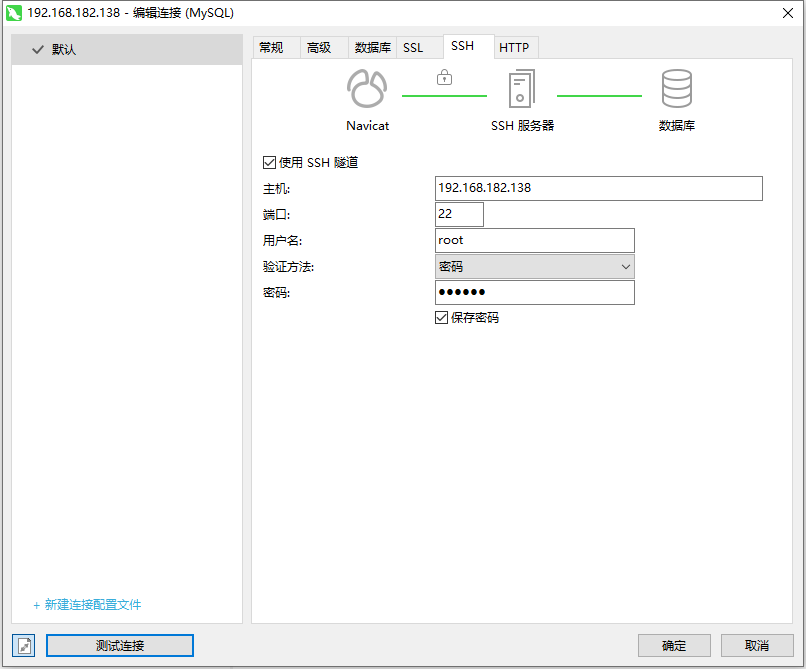 192.168.182.138 - 编辑连接 (MySQL)
默认
常规 高级 数据库 SSL SSH HTTP
Navicat SSH 服务器 数据库
使用 SSH 隧道
主机: 192.168.182.138
端口: 22
用户名: root
验证方法: 密码
密码: ●●●●●●
保存密码
+ 新建连接配置文件
测试连接 确定 取消